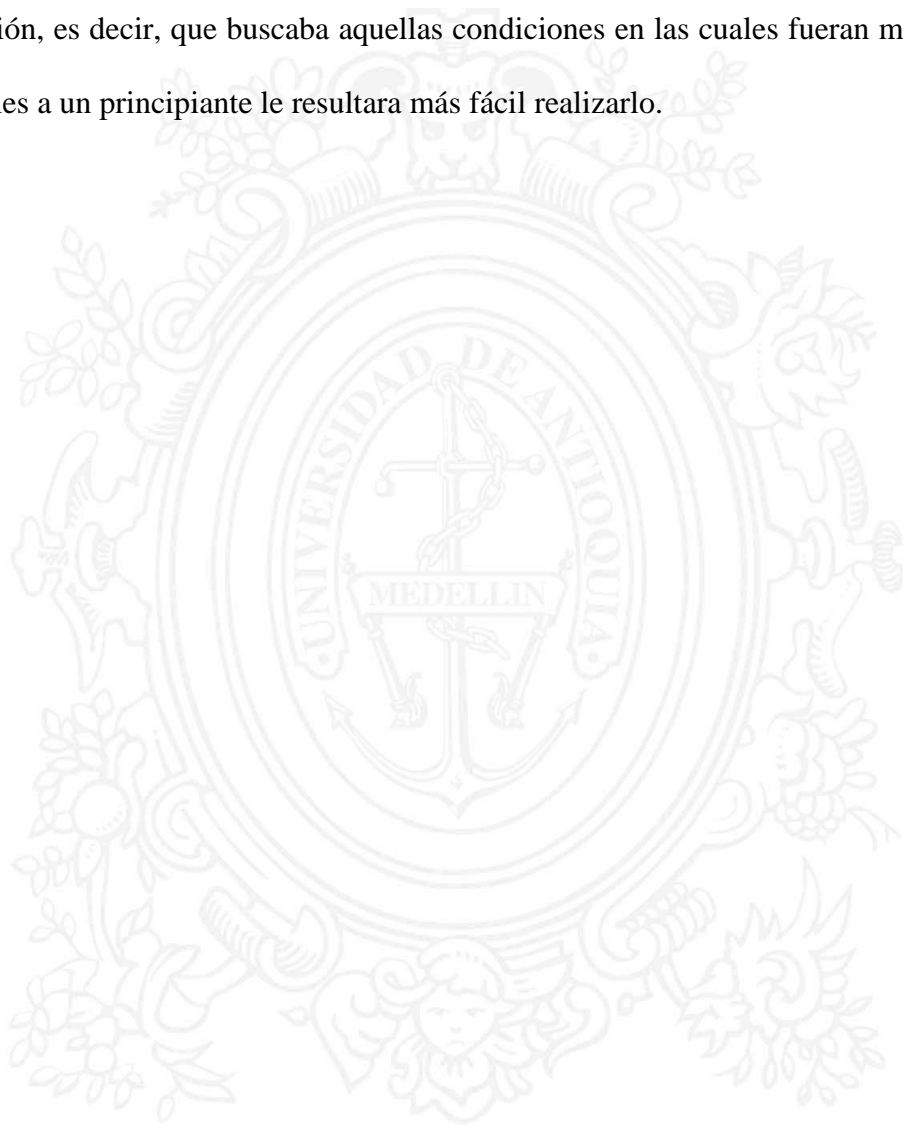 ión, es decir, que buscaba aquellas condiciones en las cuales fueran m
es a un principiante le resultara más fácil realizarlo.
UNIVERSIDAD DE ANTIOQUIA
MEDELLIN